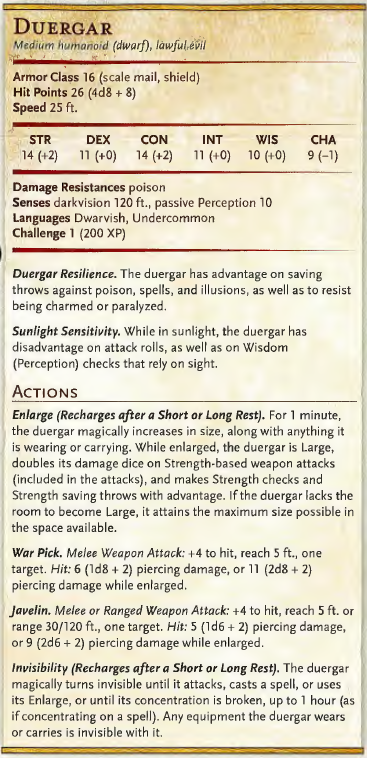 DUERGAR
Medium humanoid (dwarf), lawful evil
Armor Class 16 (scale mail, shield)
Hit Points 26 (4d8 + 8)
Speed 25 ft.
STR DEX CON INT WIS CHA
14 (+2) 11 (+0) 14 (+2) 11 (+0) 10 (+0) 9 (−1)
Damage Resistances poison
Senses darkvision 120 ft., passive Perception 10
Languages Dwarvish, Undercommon
Challenge 1 (200 XP)
Duergar Resilience. The duergar has advantage on saving
throws against poison, spells, and illusions, as well as to resist
being charmed or paralyzed.
Sunlight Sensitivity. While in sunlight, the duergar has
disadvantage on attack rolls, as well as on Wisdom
(Perception) checks that rely on sight.
ACTIONS
Enlarge (Recharges after a Short or Long Rest). For 1 minute,
the duergar magically increases in size, along with anything it
is wearing or carrying. While enlarged, the duergar is Large,
doubles its damage dice on Strength-based weapon attacks
(included in the attacks), and makes Strength checks and
Strength saving throws with advantage. If the duergar lacks the
room to become Large, it attains the maximum size possible in
the space available.
War Pick. Melee Weapon Attack: +4 to hit, reach 5 ft., one
target. Hit: 6 (1d8 + 2) piercing damage, or 11 (2d8 + 2)
piercing damage while enlarged.
Javelin. Melee or Ranged Weapon Attack: +4 to hit, reach 5 ft. or
range 30/120 ft., one target. Hit: 5 (1d6 + 2) piercing damage,
or 9 (2d6 + 2) piercing damage while enlarged.
Invisibility (Recharges after a Short or Long Rest). The duergar
magically turns invisible until it attacks, casts a spell, or uses
its Enlarge, or until its concentration is broken, up to 1 hour (as
if concentrating on a spell). Any equipment the duergar wears
or carries is invisible with it.